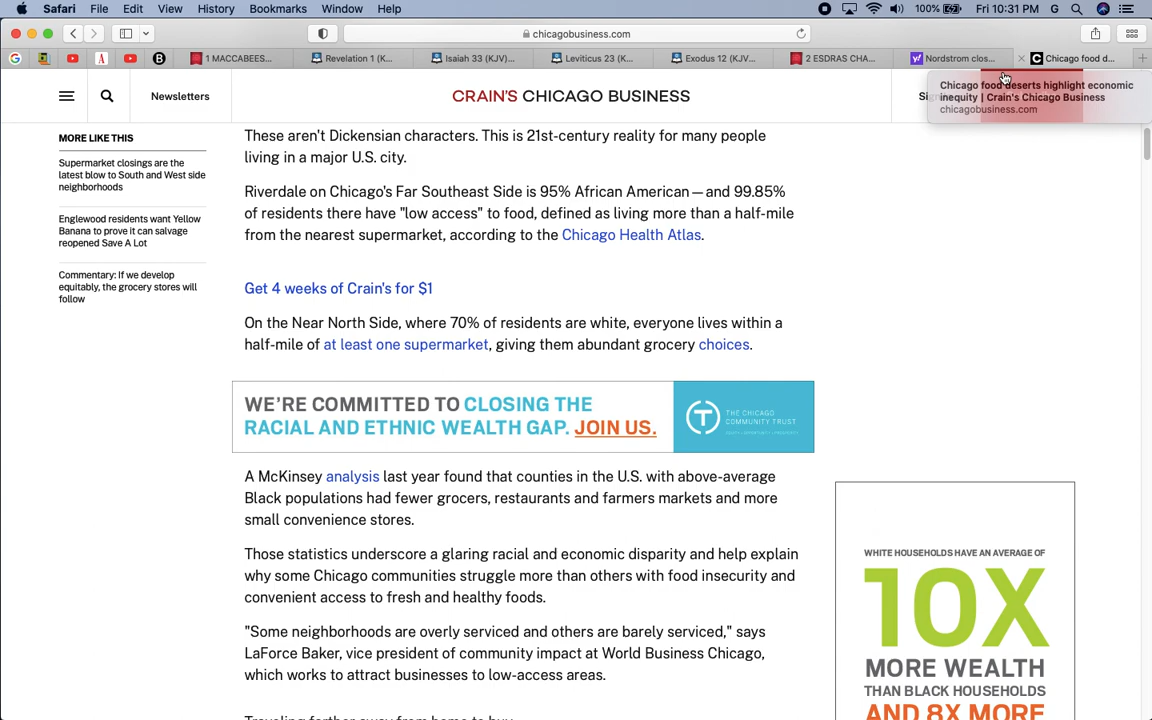 Safari File Edit View History Bookmarks Window Help 100% Fri 10:31 PM G
chicagobusiness.com
1 MACCABEES... Revelation 1 (K... Isaiah 33 (KJV)... Leviticus 23 (K... Exodus 12 (KJV... 2 ESDRAS CHA... Nordstrom clos... Chicago food d...
Newsletters
CRAIN'S CHICAGO BUSINESS
Chicago food deserts highlight economic
inequity | Crain's Chicago Business
chicagobusiness.com
MORE LIKE THIS
Supermarket closings are the
latest blow to South and West side
neighborhoods
Englewood residents want Yellow
Banana to prove it can salvage
reopened Save A Lot
Commentary: If we develop
equitably, the grocery stores will
follow
These aren't Dickensian characters. This is 21st-century reality for many people
living in a major U.S. city.
Riverdale on Chicago's Far Southeast Side is 95% African American—and 99.85%
of residents there have "low access" to food, defined as living more than a half-mile
from the nearest supermarket, according to the Chicago Health Atlas.
Get 4 weeks of Crain's for $1
On the Near North Side, where 70% of residents are white, everyone lives within a
half-mile of at least one supermarket, giving them abundant grocery choices.
WE'RE COMMITTED TO CLOSING THE
RACIAL AND ETHNIC WEALTH GAP. JOIN US.
THE CHICAGO
COMMUNITY TRUST
A McKinsey analysis last year found that counties in the U.S. with above-average
Black populations had fewer grocers, restaurants and farmers markets and more
small convenience stores.
Those statistics underscore a glaring racial and economic disparity and help explain
why some Chicago communities struggle more than others with food insecurity and
convenient access to fresh and healthy foods.
"Some neighborhoods are overly serviced and others are barely serviced," says
LaForce Baker, vice president of community impact at World Business Chicago,
which works to attract businesses to low-access areas.
WHITE HOUSEHOLDS HAVE AN AVERAGE OF
10X
MORE WEALTH
THAN BLACK HOUSEHOLDS
AND 8X MORE